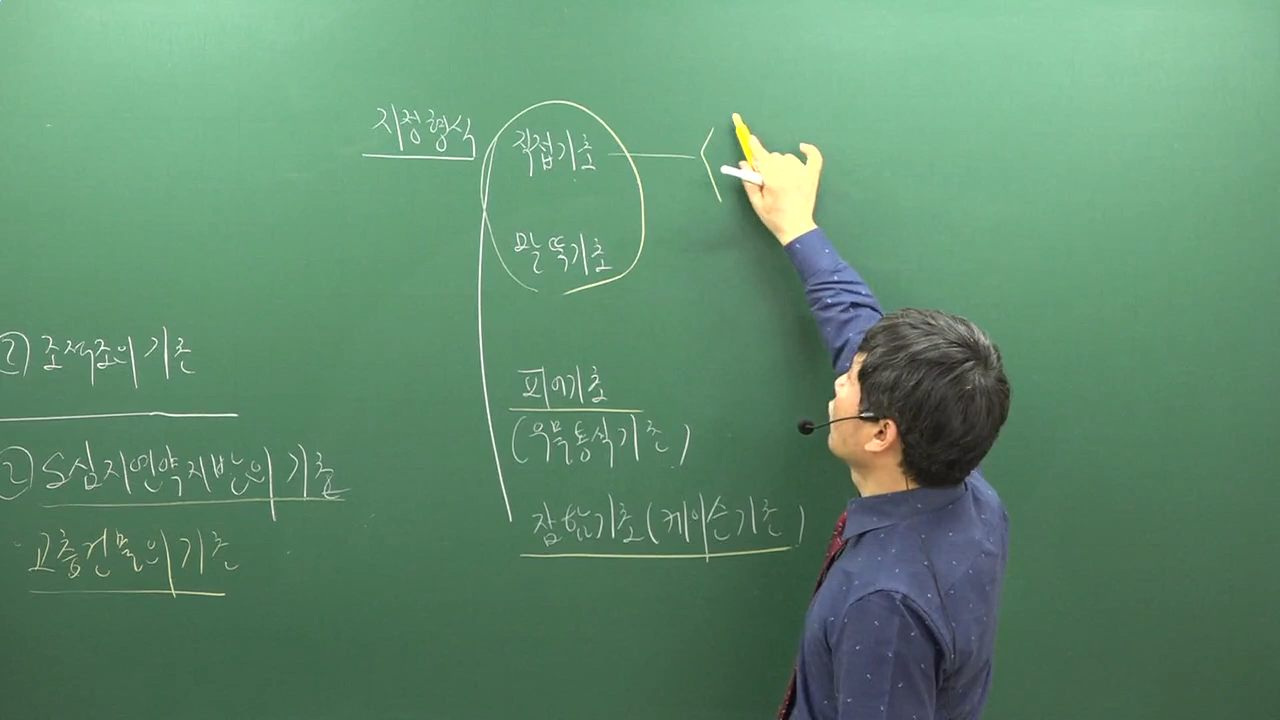 지정형식
직접기초
말뚝기초
피어기초
(우물통식기초)
잠함기초(케이슨기초)
② 조적조의 기초
② S심지연약지반의 기초
고층건물의 기초